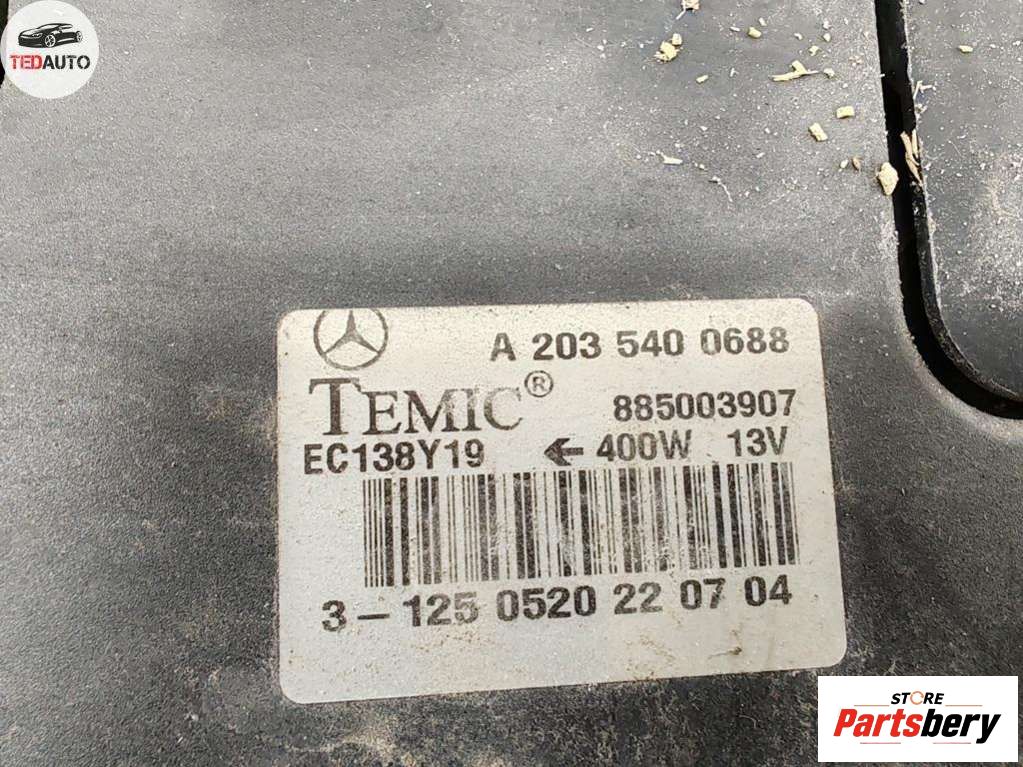 TEDAUTO
A 203 540 0688
TEMIC® 885003907
EC138Y19 ← 400W 13V
3-125 0520 22 07 04
STORE
Partsbery